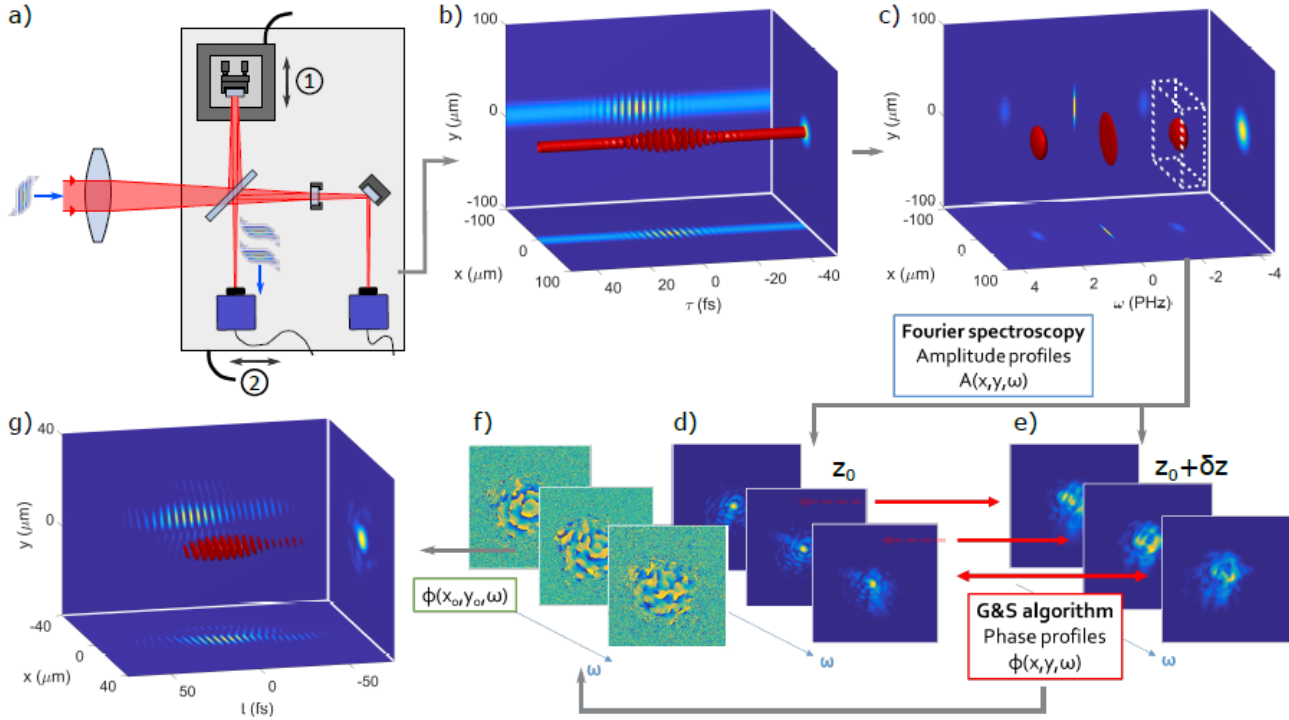 a)
①
②
b)
100
y (μm)
0
-100
-100
x (μm)
0
100
40
20
0
-20
-40
τ (fs)
c)
100
y (μm)
0
-100
-100
x (μm)
0
100
4
2
0
-2
-4
ω (PHz)
Fourier spectroscopy
Amplitude profiles
A(x,y,ω)
g)
40
y (μm)
0
-40
-40
x (μm)
0
40
50
0
-50
t (fs)
f)
ϕ(x₀,y₀,ω)
ω
d)
z₀
ω
e)
z₀+δz
G&S algorithm
Phase profiles
ϕ(x,y,ω)
ω